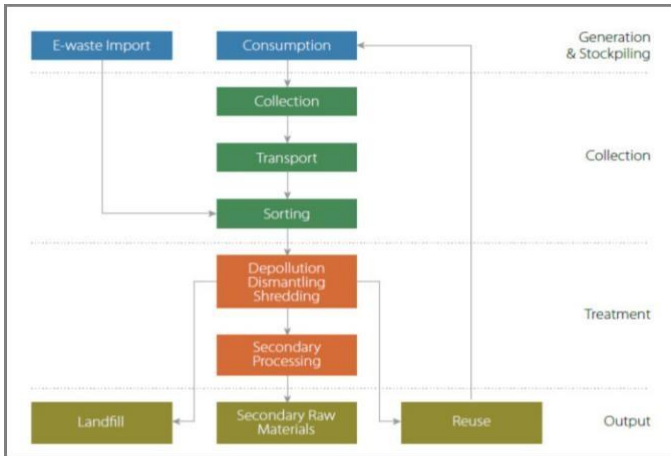 E-waste Import
Consumption
Generation
& Stockpiling
Collection
Transport
Collection
Sorting
Depollution
Dismantling
Shredding
Treatment
Secondary
Processing
Landfill
Secondary Raw
Materials
Reuse
Output